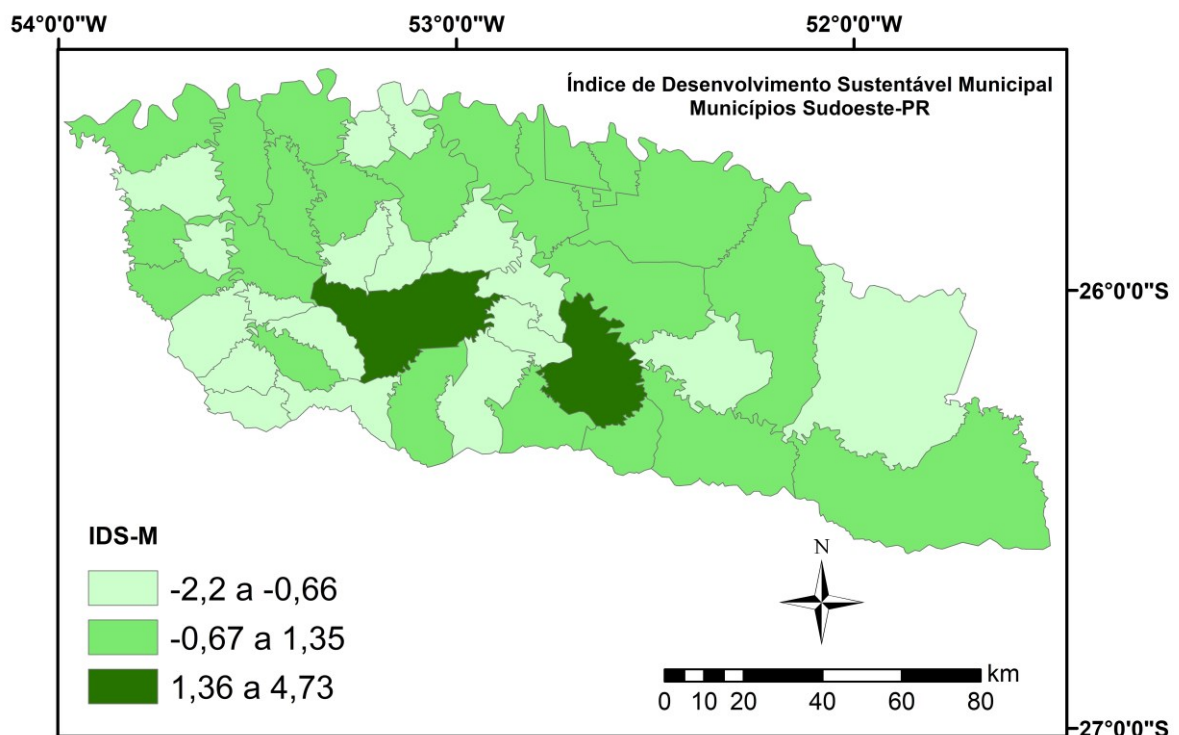 54°0'0"W
53°0'0"W
52°0'0"W
Índice de Desenvolvimento Sustentável Municipal
Municípios Sudoeste-PR
26°0'0"S
IDS-M
-2,2 a -0,66
-0,67 a 1,35
1,36 a 4,73
N
km
0 10 20 40 60 80
27°0'0"S